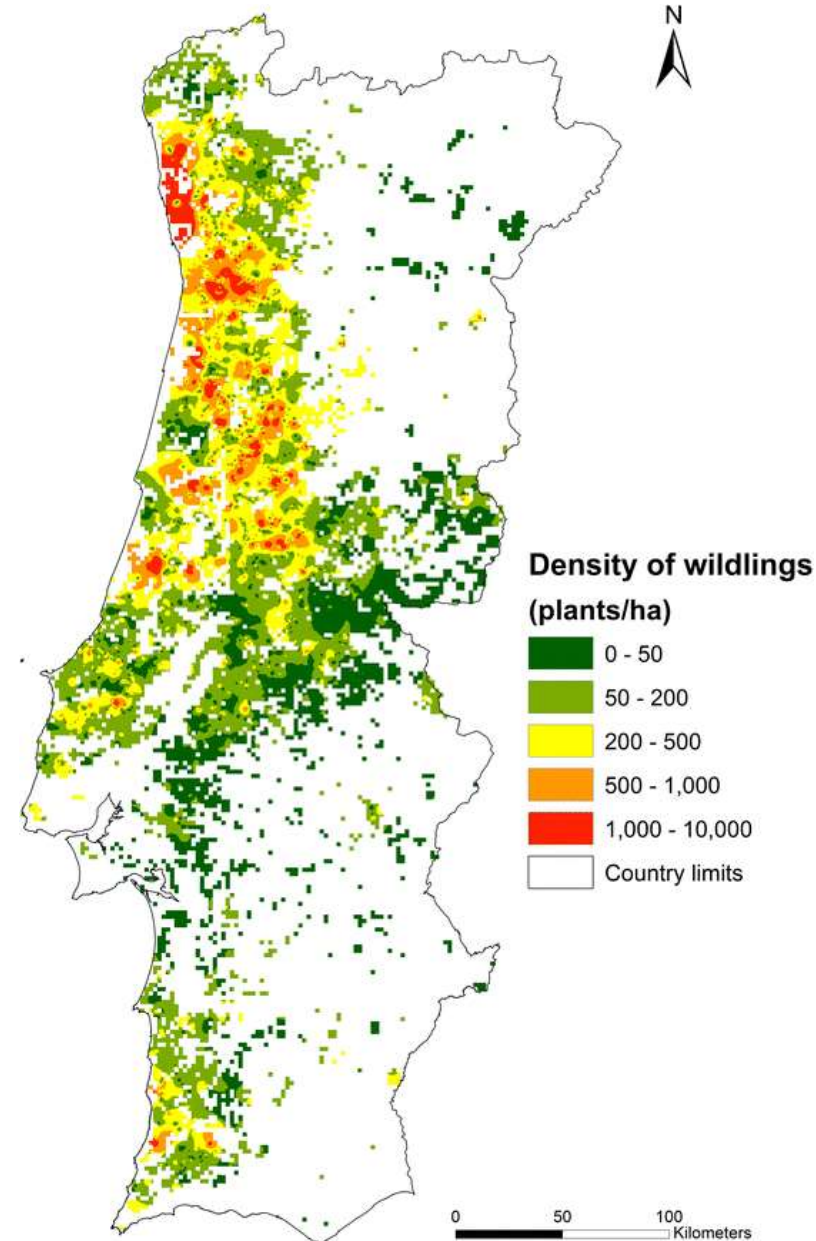 N
Density of wildlings
(plants/ha)
0 - 50
50 - 200
200 - 500
500 - 1,000
1,000 - 10,000
Country limits
0 50 100
Kilometers